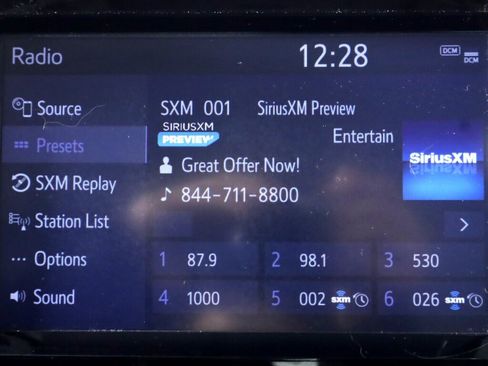 Radio 12:28 DCM
DCM
Source
SXM 001 SiriusXM Preview
SIRIUSXM
PREVIEW
Entertain
Presets
Great Offer Now!
SiriusXM
SXM Replay
844-711-8800
Station List
Options
1 87.9 2 98.1 3 530
Sound
4 1000 5 002 sxm 6 026 sxm